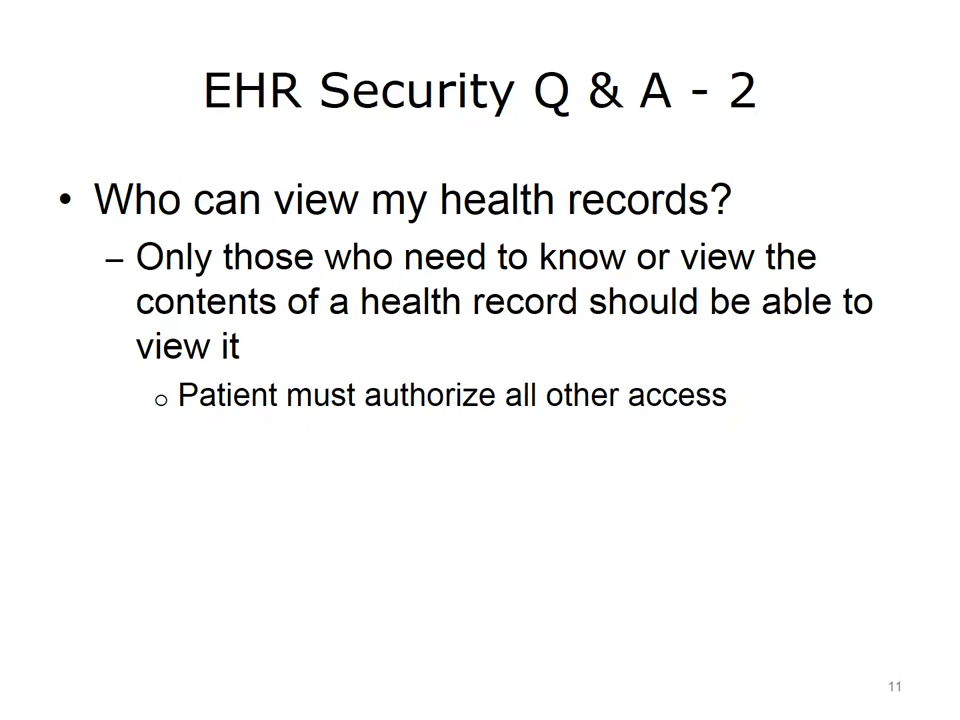 EHR Security Q & A - 2
• Who can view my health records?
– Only those who need to know or view the
contents of a health record should be able to
view it
o Patient must authorize all other access
11